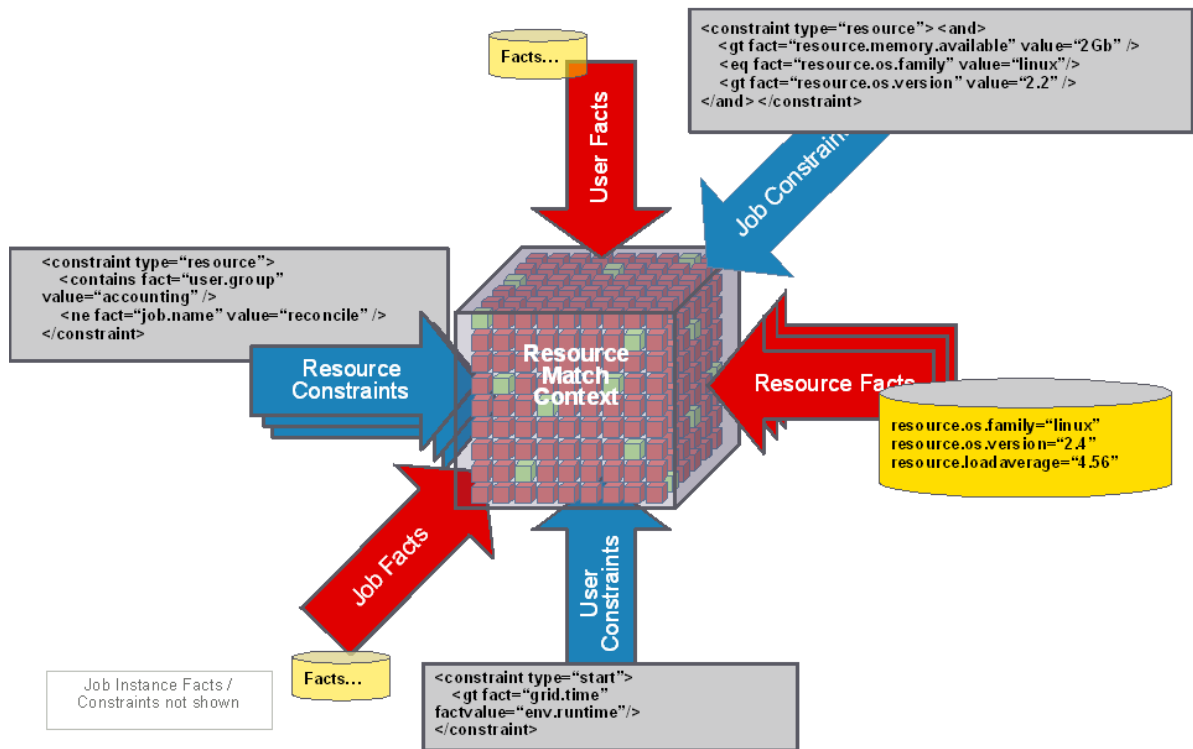 Facts...
<constraint type=“resource”><and>
<gt fact=“resource.memory.available” value=“2Gb” />
<eq fact=“resource.os.family” value=“linux”/>
<gt fact=“resource.os.version” value=“2.2” />
</and></constraint>
User Facts
Job Constraints
<constraint type=“resource”>
<contains fact=“user.group”
value=“accounting” />
<ne fact=“job.name” value=“reconcile” />
</constraint>
Resource
Constraints
Resource
Match
Context
Resource Facts
resource.os.family=“linux”
resource.os.version=“2.4”
resource.loadaverage=“4.56”
Job Facts
User
Constraints
Facts...
Job Instance Facts /
Constraints not shown
<constraint type=“start”>
<gt fact=“grid.time”
factvalue=“env.runtime”/>
</constraint>